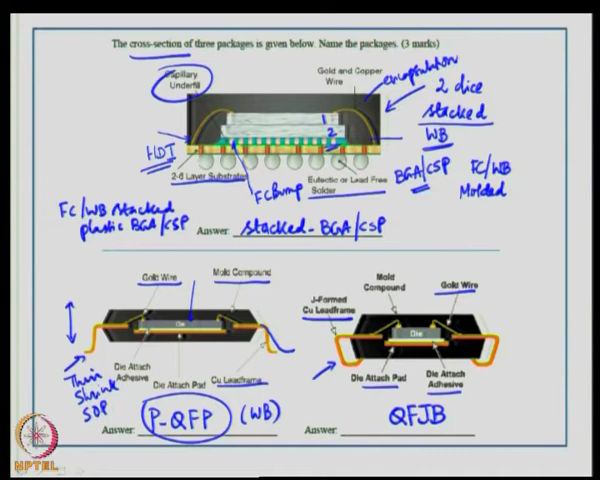 The cross-section of three packages is given below. Name the packages. (3 marks)
Capillary Underfill
Gold and Copper Wire
encapsulation
2 dice
stacked
WB
1
2
HDI
2-6 Layer Substrates
FC Bump
Eutectic or Lead Free Solder
BGA/CSP
FC/WB
Molded
FC/WB Stacked
plastic BGA/CSP
Answer: stacked-BGA/CSP
Gold Wire
Mold Compound
Die
Die Attach Adhesive
Die Attach Pad
Cu Leadframe
Thin
Shrink
SOP
Answer: P-QFP (WB)
J-Formed Cu Leadframe
Mold Compound
Gold Wire
Die
Die Attach Pad
Die Attach Adhesive
Answer: QFJB
NPTEL